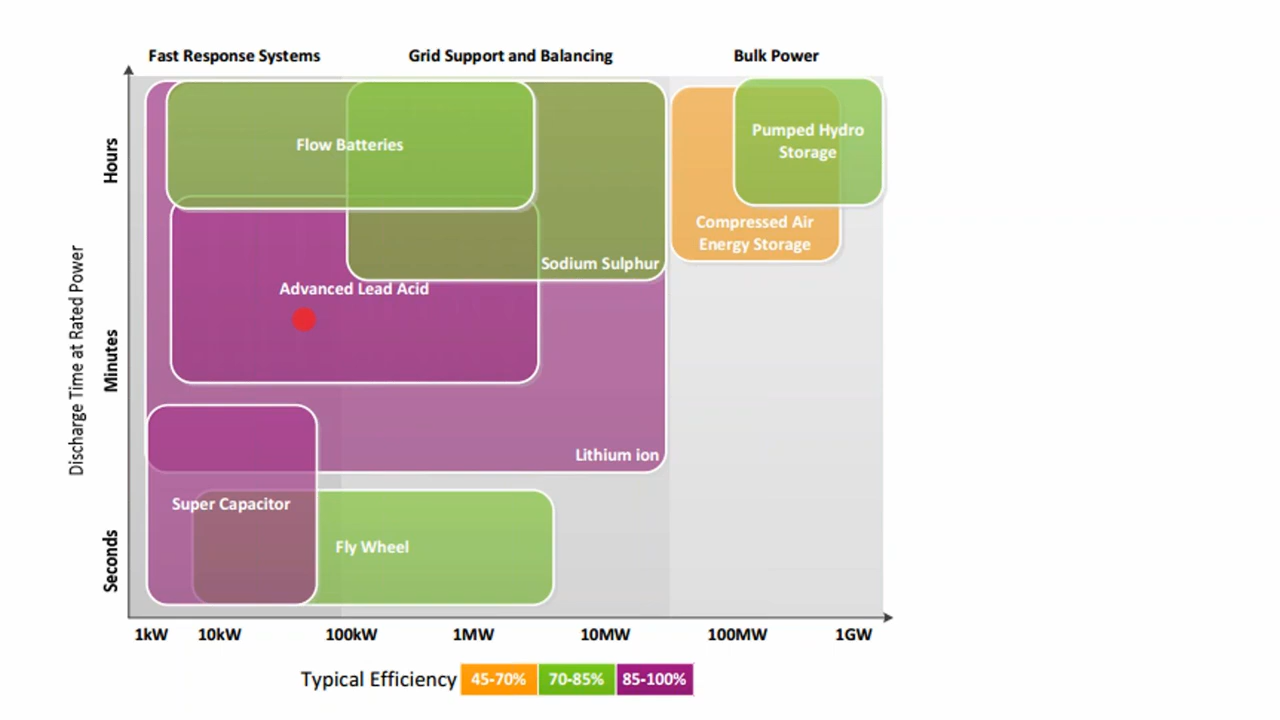 Fast Response Systems
Grid Support and Balancing
Bulk Power
Discharge Time at Rated Power
Hours
Minutes
Seconds
Flow Batteries
Pumped Hydro
Storage
Compressed Air
Energy Storage
Sodium Sulphur
Advanced Lead Acid
Lithium ion
Super Capacitor
Fly Wheel
1kW 10kW 100kW 1MW 10MW 100MW 1GW
Typical Efficiency 45-70% 70-85% 85-100%